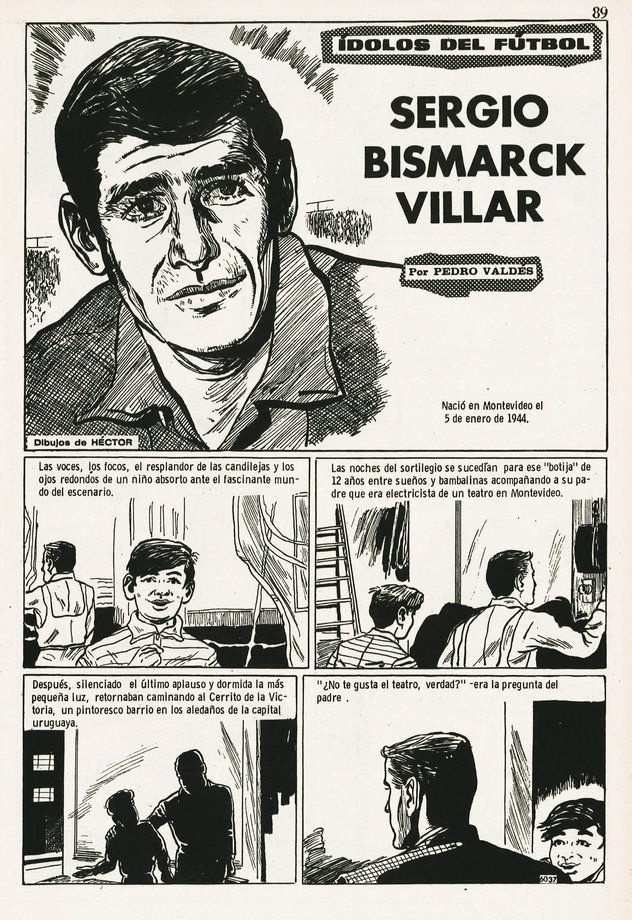 89
ÍDOLOS DEL FÚTBOL
SERGIO
BISMARCK
VILLAR
Por PEDRO VALDÉS
Nació en Montevideo el
5 de enero de 1944.
Dibujos de HÉCTOR
Las voces, los focos, el resplandor de las candilejas y los
ojos redondos de un niño absorto ante el fascinante mun-
do del escenario.
Las noches del sortilegio se sucedían para ese "botija" de
12 años entre sueños y bambalinas acompañando a su pa-
dre que era electricista de un teatro en Montevideo.
Después, silenciado el último aplauso y dormida la más
pequeña luz, retornaban caminando al Cerrito de la Vic-
toria, un pintoresco barrio en los aledaños de la capital
uruguaya.
"¿No te gusta el teatro, verdad?" -era la pregunta del
padre .
6037